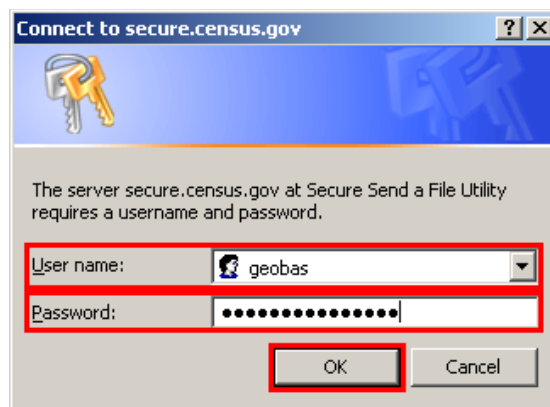 Connect to secure.census.gov
The server secure.census.gov at Secure Send a File Utility
requires a username and password.
User name: geobas
Password: ●●●●●●●●●●●●●●●
OK Cancel